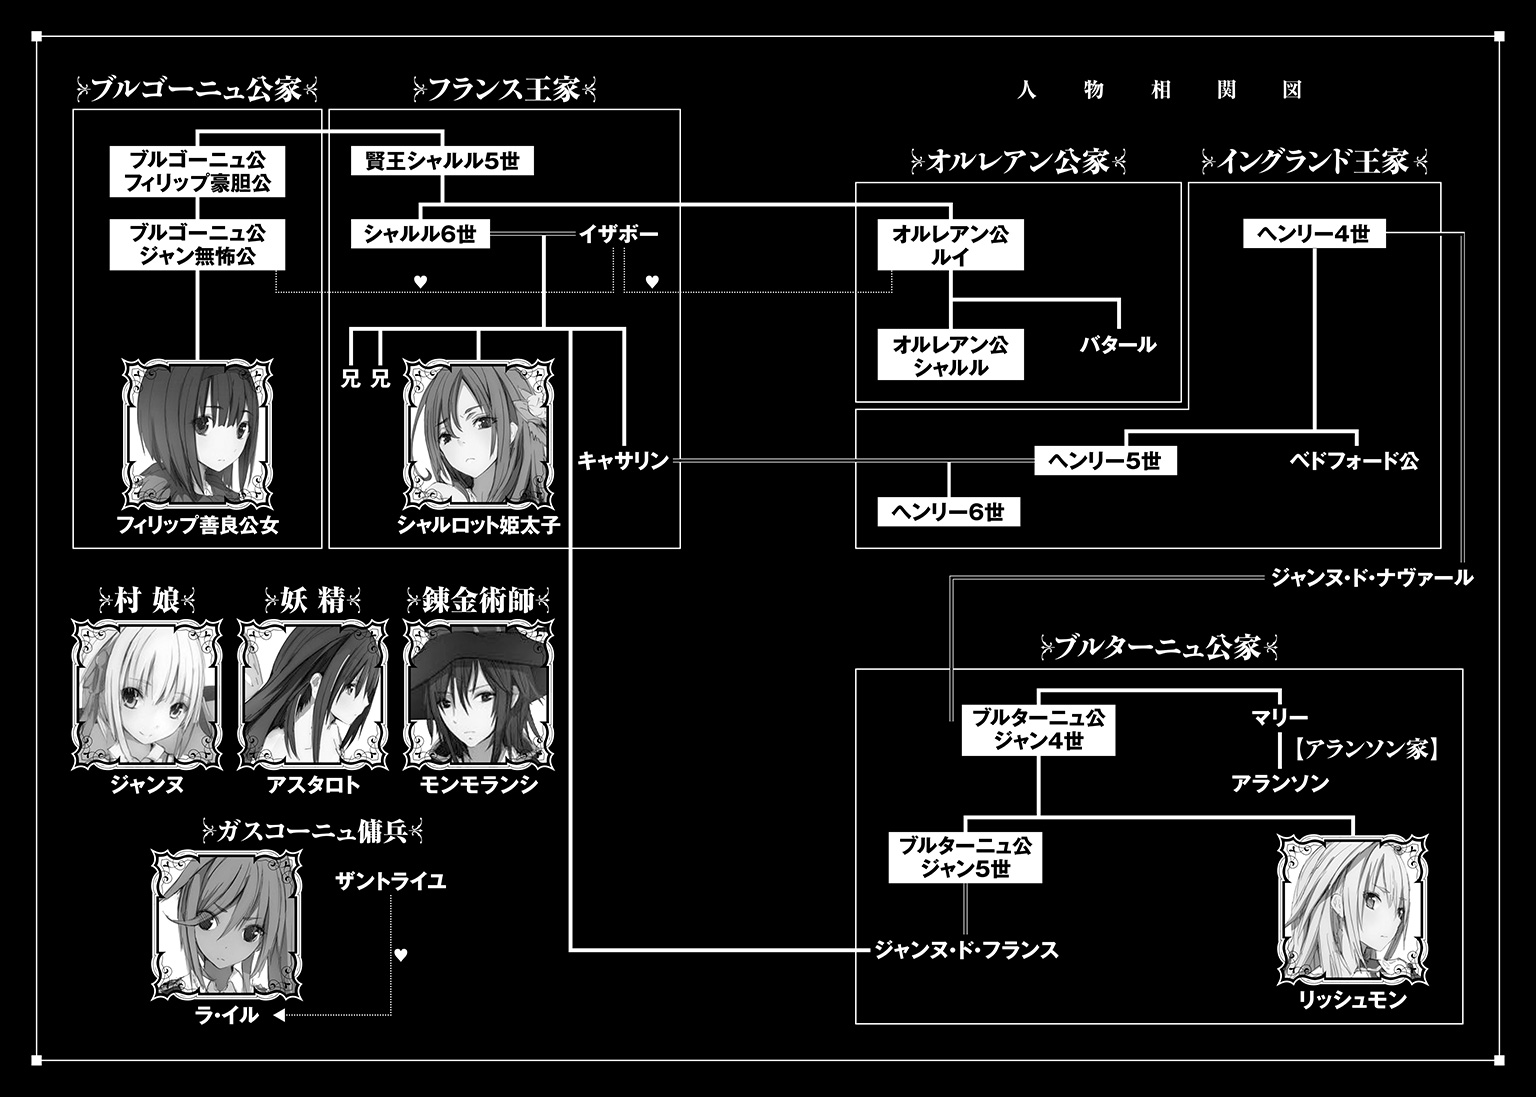 人物相関図
ブルゴーニュ公家
ブルゴーニュ公
フィリップ豪胆公
ブルゴーニュ公
ジャン無怖公
フィリップ善良公女
フランス王家
賢王シャルル5世
シャルル6世
イザボー
♥
♥
兄
兄
シャルロット姫太子
キャサリン
オルレアン公家
オルレアン公
ルイ
オルレアン公
シャルル
バタール
イングランド王家
ヘンリー4世
ヘンリー5世
ベドフォード公
ヘンリー6世
ジャンヌ・ド・ナヴァール
村娘
ジャンヌ
妖精
アスタロト
錬金術師
モンモランシ
ガスコーニュ傭兵
ザントライユ
♥
ラ・イル
ブルターニュ公家
ブルターニュ公
ジャン4世
マリー
【アランソン家】
アランソン
ブルターニュ公
ジャン5世
ジャンヌ・ド・フランス
リッシュモン